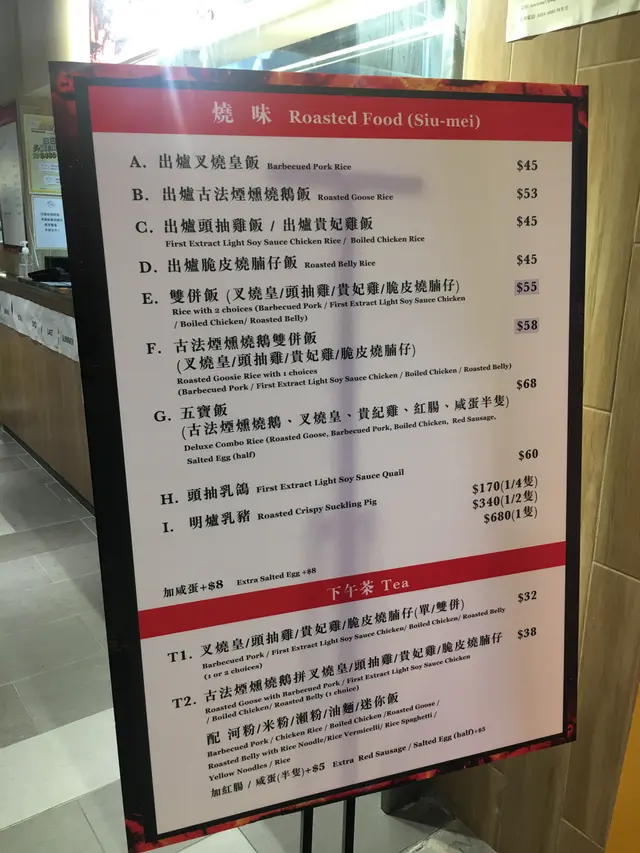 燒 味 Roasted Food (Siu-mei)
A. 出爐叉燒皇飯 Barbecued Pork Rice $45
B. 出爐古法煙燻燒鵝飯 Roasted Goose Rice $53
C. 出爐頭抽雞飯 / 出爐貴妃雞飯 $45
First Extract Light Soy Sauce Chicken Rice / Boiled Chicken Rice
D. 出爐脆皮燒腩仔飯 Roasted Belly Rice $45
E. 雙併飯 (叉燒皇/頭抽雞/貴妃雞/脆皮燒腩仔) $55
Rice with 2 choices (Barbecued Pork / First Extract Light Soy Sauce Chicken
/ Boiled Chicken/ Roasted Belly)
F. 古法煙燻燒鵝雙併飯 $58
(叉燒皇/頭抽雞/貴妃雞/脆皮燒腩仔)
Roasted Goosie Rice with 1 choices
(Barbecued Pork / First Extract Light Soy Sauce Chicken / Boiled Chicken / Roasted Belly)
G. 五寶飯 $68
(古法煙燻燒鵝、叉燒皇、貴紀雞、紅腸、咸蛋半隻)
Deluxe Combo Rice (Roasted Goose, Barbecued Pork, Boiled Chicken, Red Sausage,
Salted Egg (half)
H. 頭抽乳鴿 First Extract Light Soy Sauce Quail $60
I. 明爐乳豬 Roasted Crispy Suckling Pig $170(1/4隻)
$340(1/2隻)
$680(1隻)
加咸蛋+$8 Extra Salted Egg +$8
下午茶 Tea
T1. 叉燒皇/頭抽雞/貴妃雞/脆皮燒腩仔(單/雙併) $32
Barbecued Pork / First Extract Light Soy Sauce Chicken/ Boiled Chicken/ Roasted Belly
(1 or 2 choices)
T2. 古法煙燻燒鵝拼叉燒皇/頭抽雞/貴妃雞/脆皮燒腩仔 $38
Roasted Goose with Barbecued Pork / First Extract Light Soy Sauce Chicken
/ Boiled Chicken/ Roasted Belly (1 choice)
配 河粉/米粉/瀨粉/油麵/迷你飯
Barbecued Pork / Chicken Rice / Boiled Chicken /Roasted Goose /
Roasted Belly with Rice Noodle/Rice Vermicelli/ Rice Spaghetti /
Yellow Noodles / Rice
加紅腸 / 咸蛋(半隻)+$5 Extra Red Sausage / Salted Egg (half)+$5